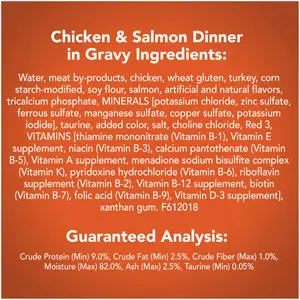 Chicken & Salmon Dinner
in Gravy Ingredients:
Water, meat by-products, chicken, wheat gluten, turkey, corn
starch-modified, soy flour, salmon, artificial and natural flavors,
tricalcium phosphate, MINERALS [potassium chloride, zinc sulfate,
ferrous sulfate, manganese sulfate, copper sulfate, potassium
iodide], taurine, added color, salt, choline chloride, Red 3,
VITAMINS [thiamine mononitrate (Vitamin B-1), Vitamin E
supplement, niacin (Vitamin B-3), calcium pantothenate (Vitamin
B-5), Vitamin A supplement, menadione sodium bisulfite complex
(Vitamin K), pyridoxine hydrochloride (Vitamin B-6), riboflavin
supplement (Vitamin B-2), Vitamin B-12 supplement, biotin
(Vitamin B-7), folic acid (Vitamin B-9), Vitamin D-3 supplement],
xanthan gum. F612018
Guaranteed Analysis:
Crude Protein (Min) 9.0%, Crude Fat (Min) 2.5%, Crude Fiber (Max) 1.0%,
Moisture (Max) 82.0%, Ash (Max) 2.5%, Taurine (Min) 0.05%